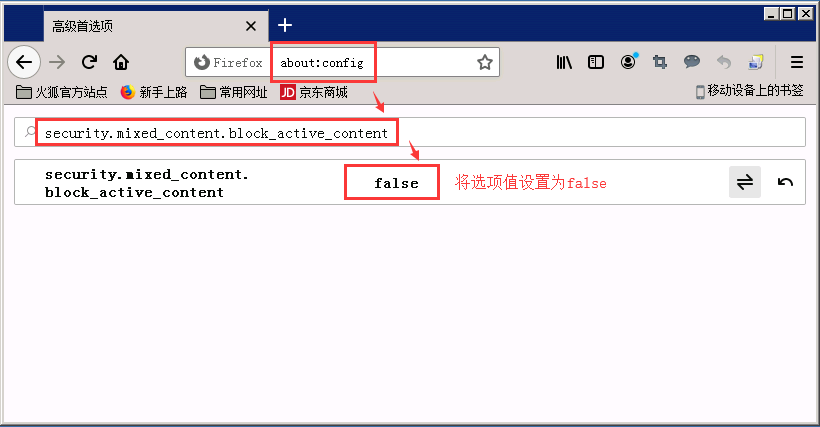 高级首选项
Firefox about:config
火狐官方站点 新手上路 常用网址 JD 京东商城 移动设备上的书签
security.mixed_content.block_active_content
security.mixed_content.
block_active_content
false
将选项值设置为false